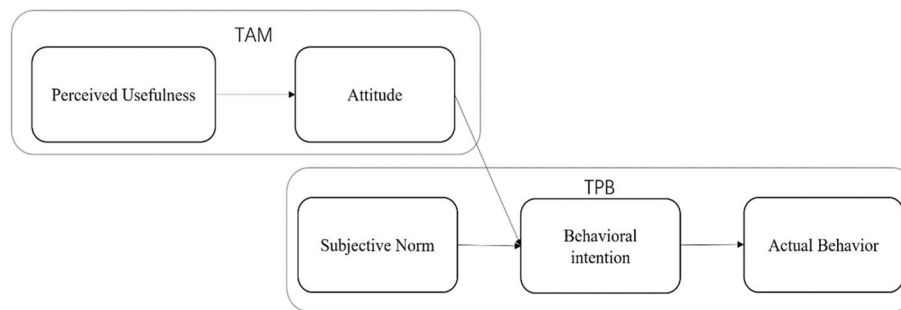 TAM
Perceived Usefulness
Attitude
TPB
Subjective Norm
Behavioral
intention
Actual Behavior